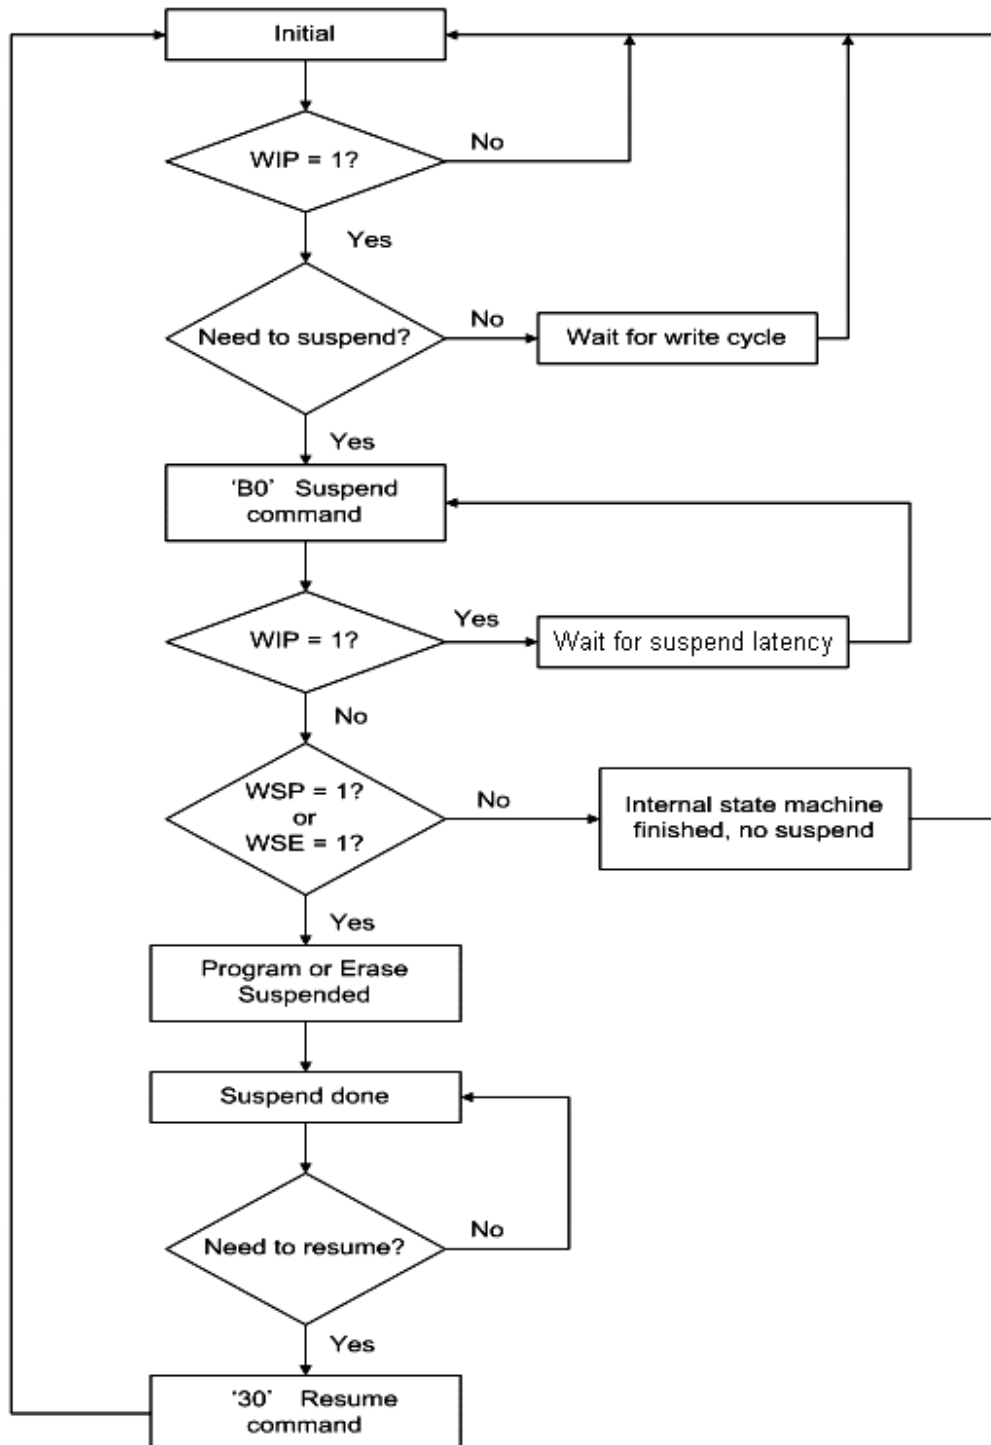 Initial
WIP = 1?
No
Yes
Need to suspend?
No
Wait for write cycle
Yes
‘B0’ Suspend
command
WIP = 1?
Yes
Wait for suspend latency
No
WSP = 1?
or
WSE = 1?
No
Internal state machine
finished, no suspend
Yes
Program or Erase
Suspended
Suspend done
Need to resume?
No
Yes
‘30’ Resume
command